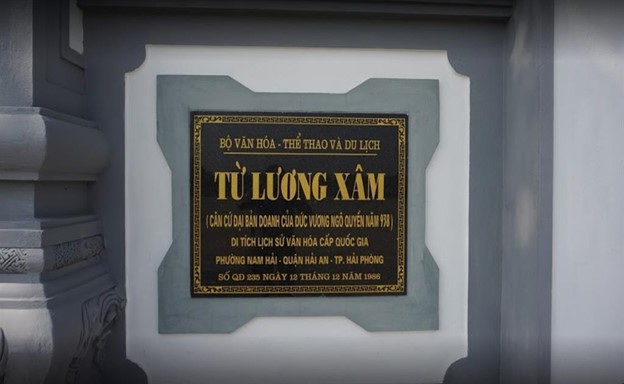 BỘ VĂN HÓA - THỂ THAO VÀ DU LỊCH
TỪ LƯƠNG XÂM
( CĂN CỨ ĐẠI BẢN DOANH CỦA ĐỨC VƯƠNG NGÔ QUYỀN NĂM 938 )
DI TÍCH LỊCH SỬ VĂN HÓA CẤP QUỐC GIA
PHƯỜNG NAM HẢI - QUẬN HẢI AN - TP. HẢI PHÒNG
SỐ QĐ 235 NGÀY 12 THÁNG 12 NĂM 1986